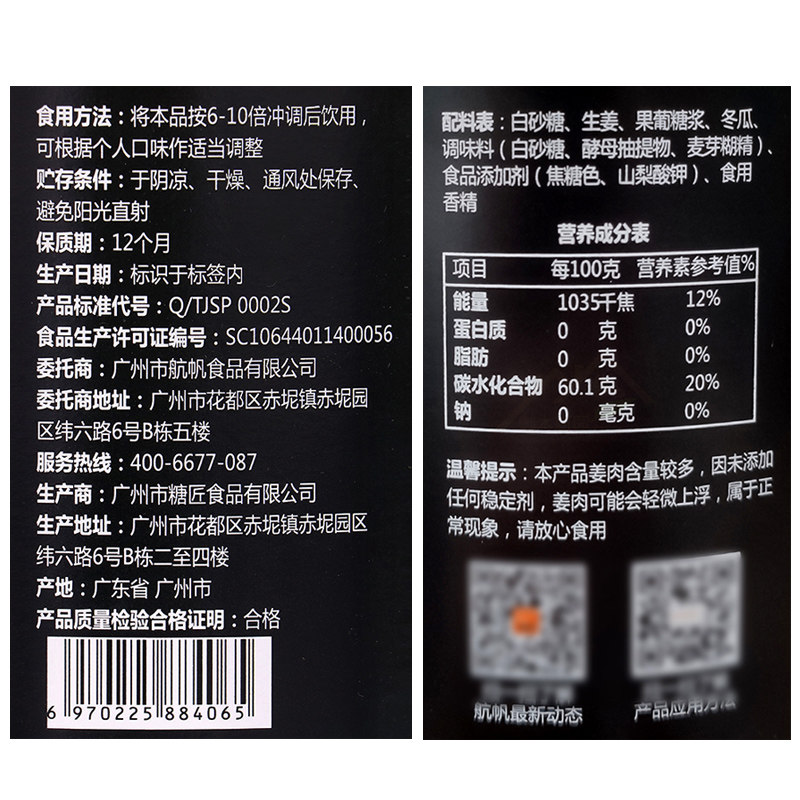 食用方法：将本品按6-10倍冲调后饮用，
可根据个人口味作适当调整
贮存条件：于阴凉、干燥、通风处保存、
避免阳光直射
保质期：12个月
生产日期：标识于标签内
产品标准代号：Q/TJSP 0002S
食品生产许可证编号：SC10644011400056
委托商：广州市航帆食品有限公司
委托商地址：广州市花都区赤坭镇赤坭园
区纬六路6号B栋五楼
服务热线：400-6677-087
生产商：广州市糖匠食品有限公司
生产地址：广州市花都区赤坭镇赤坭园区
纬六路6号B栋二至四楼
产地：广东省 广州市
产品质量检验合格证明：合格
6 970225 884065
配料表：白砂糖、生姜、果葡糖浆、冬瓜、
调味料（白砂糖、酵母抽提物、麦芽糊精）、
食品添加剂（焦糖色、山梨酸钾）、食用
香精
营养成分表
项目 每100克 营养素参考值%
能量 1035千焦 12%
蛋白质 0 克 0%
脂肪 0 克 0%
碳水化合物 60.1 克 20%
钠 0 毫克 0%
温馨提示：本产品姜肉含量较多，因未添加
任何稳定剂，姜肉可能会轻微上浮，属于正
常现象，请放心食用
航帆最新动态
产品应用方法